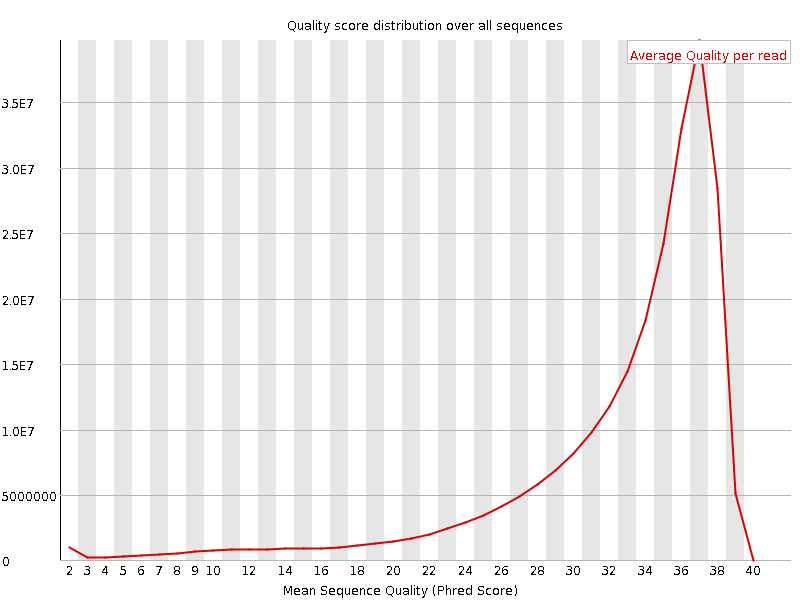 Quality score distribution over all sequences
Average Quality per read
3.5E7
3.0E7
2.5E7
2.0E7
1.5E7
1.0E7
5000000
0
2 3 4 5 6 7 8 9 10 12 14 16 18 20 22 24 26 28 30 32 34 36 38 40
Mean Sequence Quality (Phred Score)